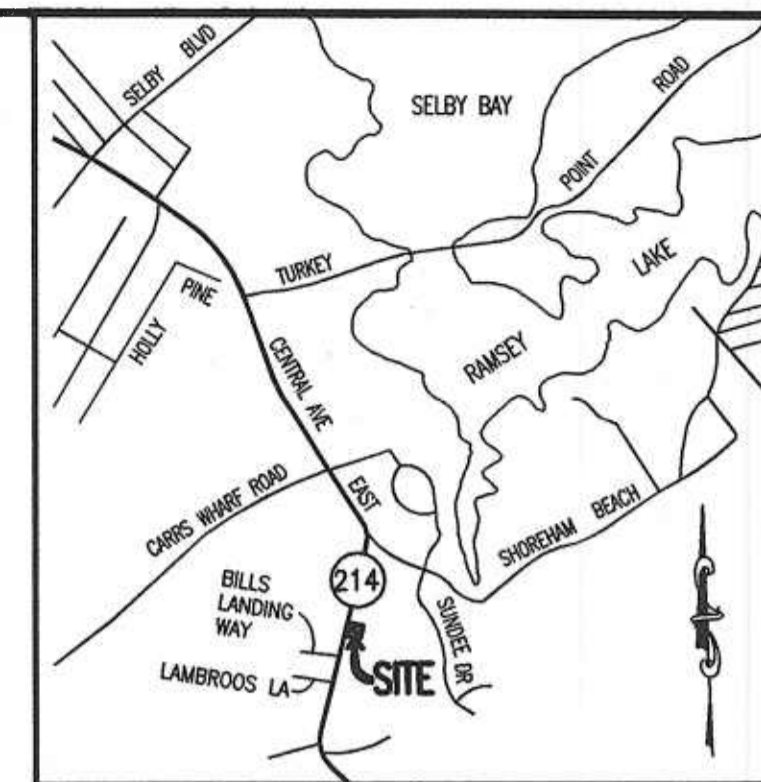 SELBY BLVD
SELBY BAY
POINT ROAD
TURKEY
LAKE
RAMSEY
HOLLY
PINE
CENTRAL AVE
EAST
CARRS WHARF ROAD
SHOREHAM BEACH
214
BILLS
LANDING
WAY
SUNDEE DR
LAMBROOS LA
SITE